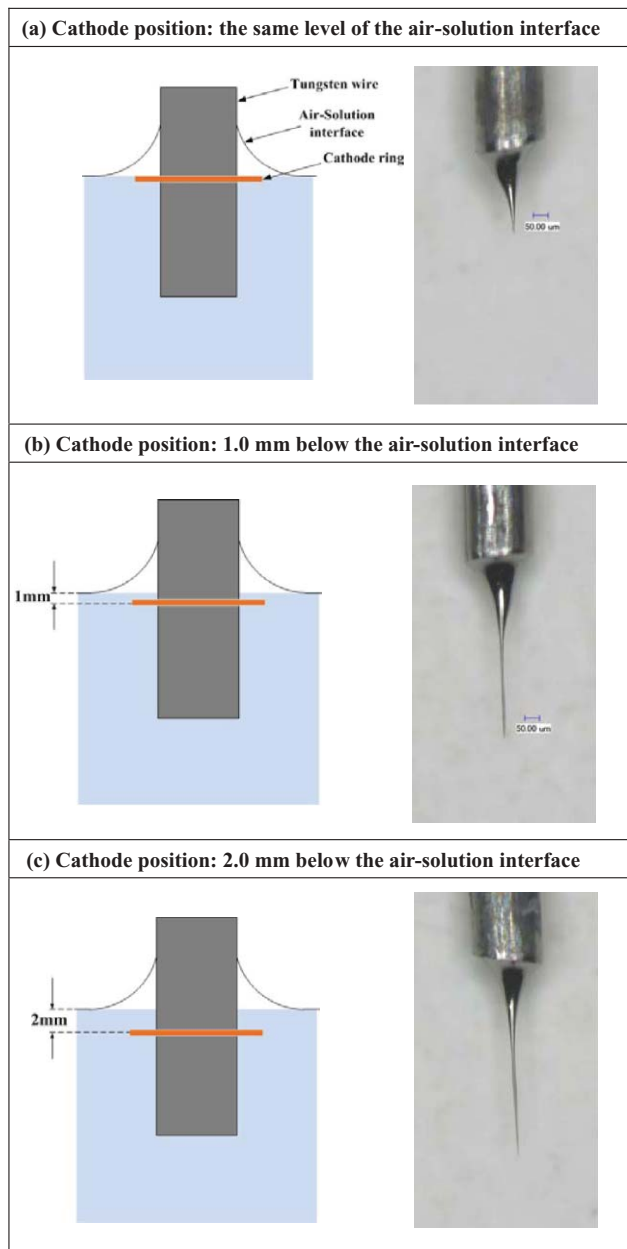 (a) Cathode position: the same level of the air-solution interface
Tungsten wire
Air-Solution
interface
Cathode ring
50.00 um
(b) Cathode position: 1.0 mm below the air-solution interface
1mm
50.00 um
(c) Cathode position: 2.0 mm below the air-solution interface
2mm